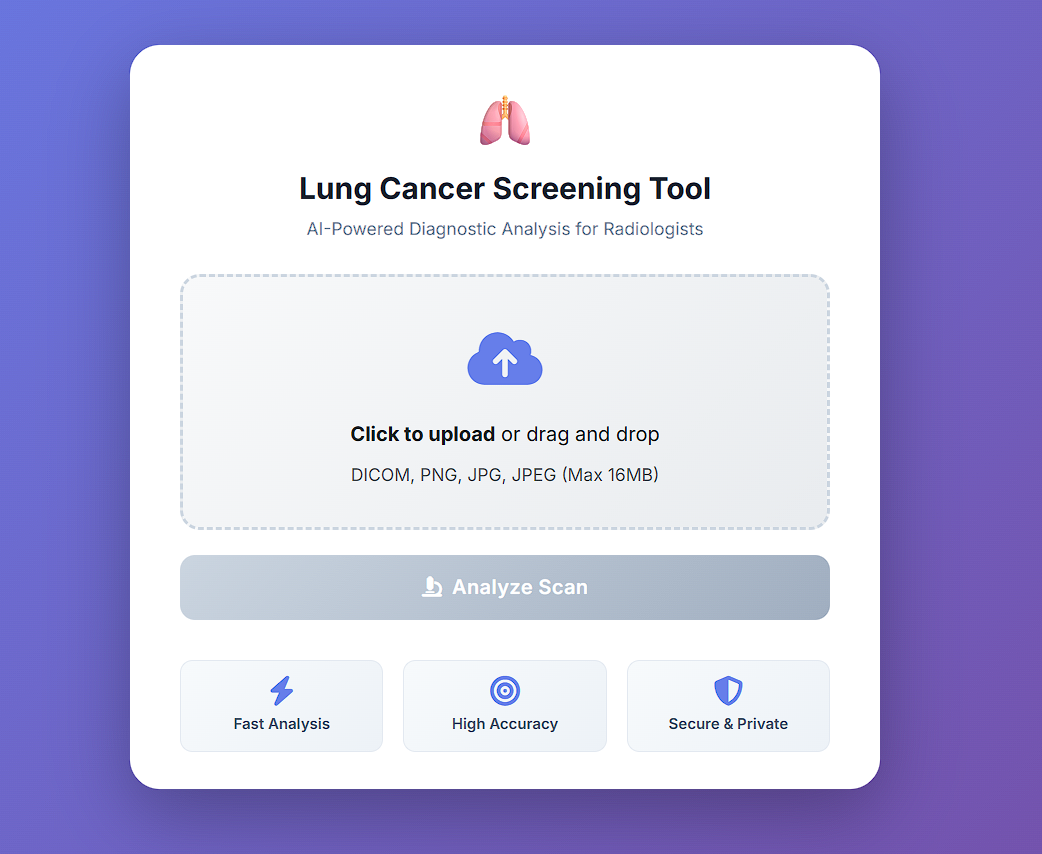 Lung Cancer Screening Tool
AI-Powered Diagnostic Analysis for Radiologists
Click to upload or drag and drop
DICOM, PNG, JPG, JPEG (Max 16MB)
Analyze Scan
Fast Analysis
High Accuracy
Secure & Private